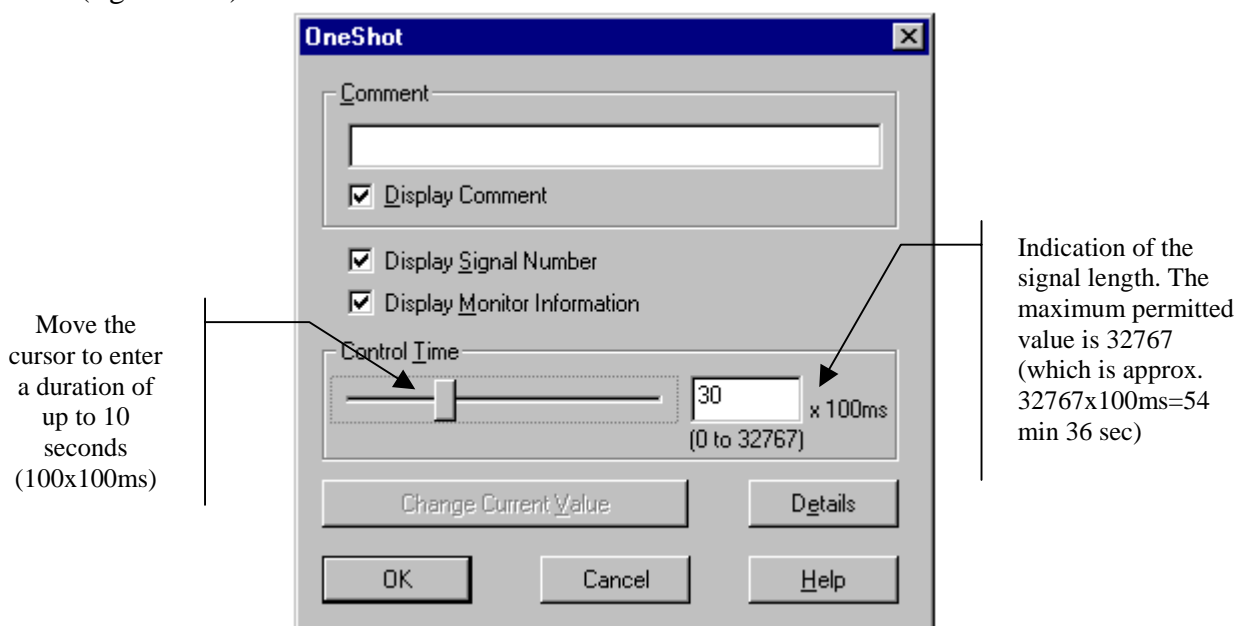 OneShot
Comment
Display Comment
Display Signal Number
Display Monitor Information
Move the
cursor to enter
a duration of
up to 10
seconds
(100x100ms)
Control Time
30
x 100ms
(0 to 32767)
Indication of the
signal length. The
maximum permitted
value is 32767
(which is approx.
32767x100ms=54
min 36 sec)
Change Current Value
Details
OK
Cancel
Help